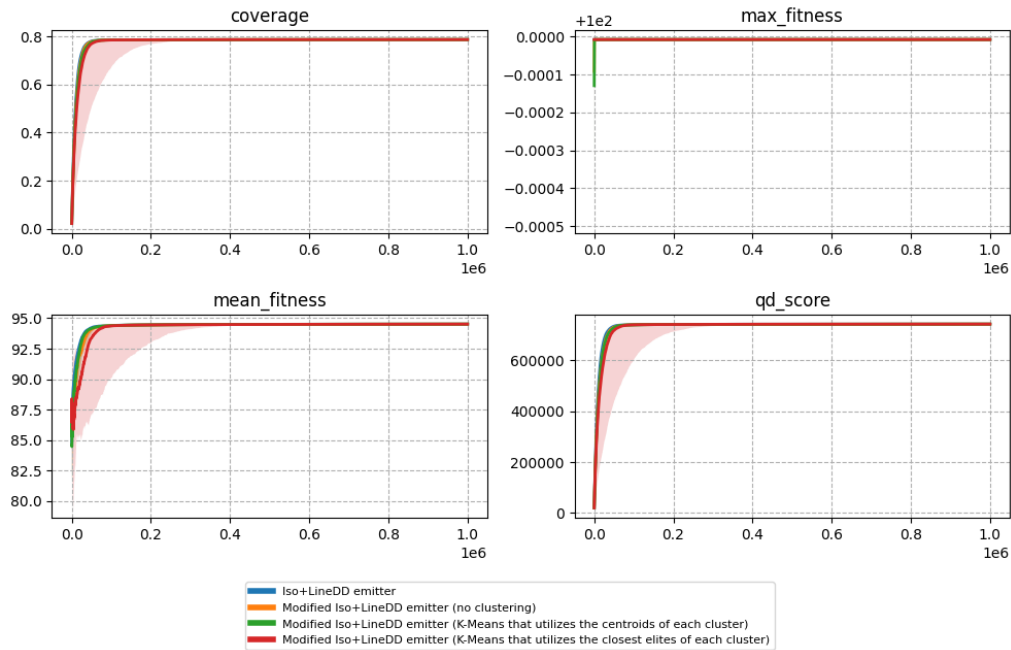 coverage
max_fitness
+1e2
0.8
0.6
0.4
0.2
0.0
0.0000
−0.0001
−0.0002
−0.0003
−0.0004
−0.0005
0.0 0.2 0.4 0.6 0.8 1.0
1e6
0.0 0.2 0.4 0.6 0.8 1.0
1e6
mean_fitness
qd_score
95.0
92.5
90.0
87.5
85.0
82.5
80.0
600000
400000
200000
0
0.0 0.2 0.4 0.6 0.8 1.0
1e6
0.0 0.2 0.4 0.6 0.8 1.0
1e6
Iso+LineDD emitter
Modified Iso+LineDD emitter (no clustering)
Modified Iso+LineDD emitter (K-Means that utilizes the centroids of each cluster)
Modified Iso+LineDD emitter (K-Means that utilizes the closest elites of each cluster)